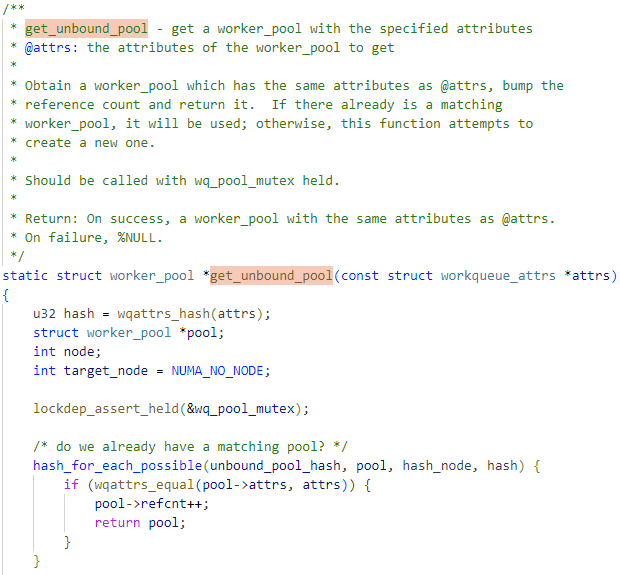 /**
 * get_unbound_pool - get a worker_pool with the specified attributes
 * @attrs: the attributes of the worker_pool to get
 *
 * Obtain a worker_pool which has the same attributes as @attrs, bump the
 * reference count and return it.  If there already is a matching
 * worker_pool, it will be used; otherwise, this function attempts to
 * create a new one.
 *
 * Should be called with wq_pool_mutex held.
 *
 * Return: On success, a worker_pool with the same attributes as @attrs.
 * On failure, %NULL.
 */
static struct worker_pool *get_unbound_pool(const struct workqueue_attrs *attrs)
{
    u32 hash = wqattrs_hash(attrs);
    struct worker_pool *pool;
    int node;
    int target_node = NUMA_NO_NODE;

    lockdep_assert_held(&wq_pool_mutex);

    /* do we already have a matching pool? */
    hash_for_each_possible(unbound_pool_hash, pool, hash_node, hash) {
        if (wqattrs_equal(pool->attrs, attrs)) {
            pool->refcnt++;
            return pool;
        }
    }